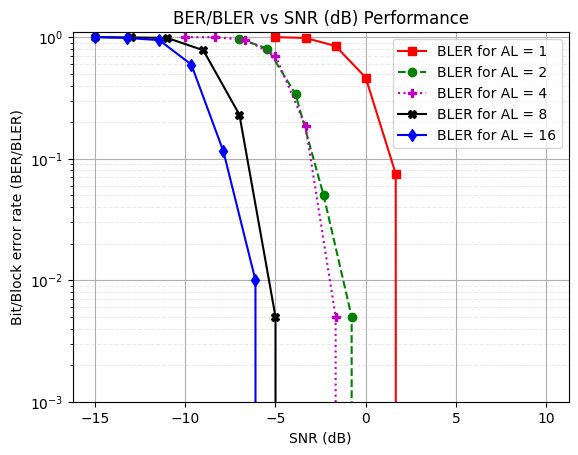 BER/BLER vs SNR (dB) Performance
BLER for AL = 1
BLER for AL = 2
BLER for AL = 4
BLER for AL = 8
BLER for AL = 16
Bit/Block error rate (BER/BLER)
10⁰
10⁻¹
10⁻²
10⁻³
−15 −10 −5 0 5 10
SNR (dB)